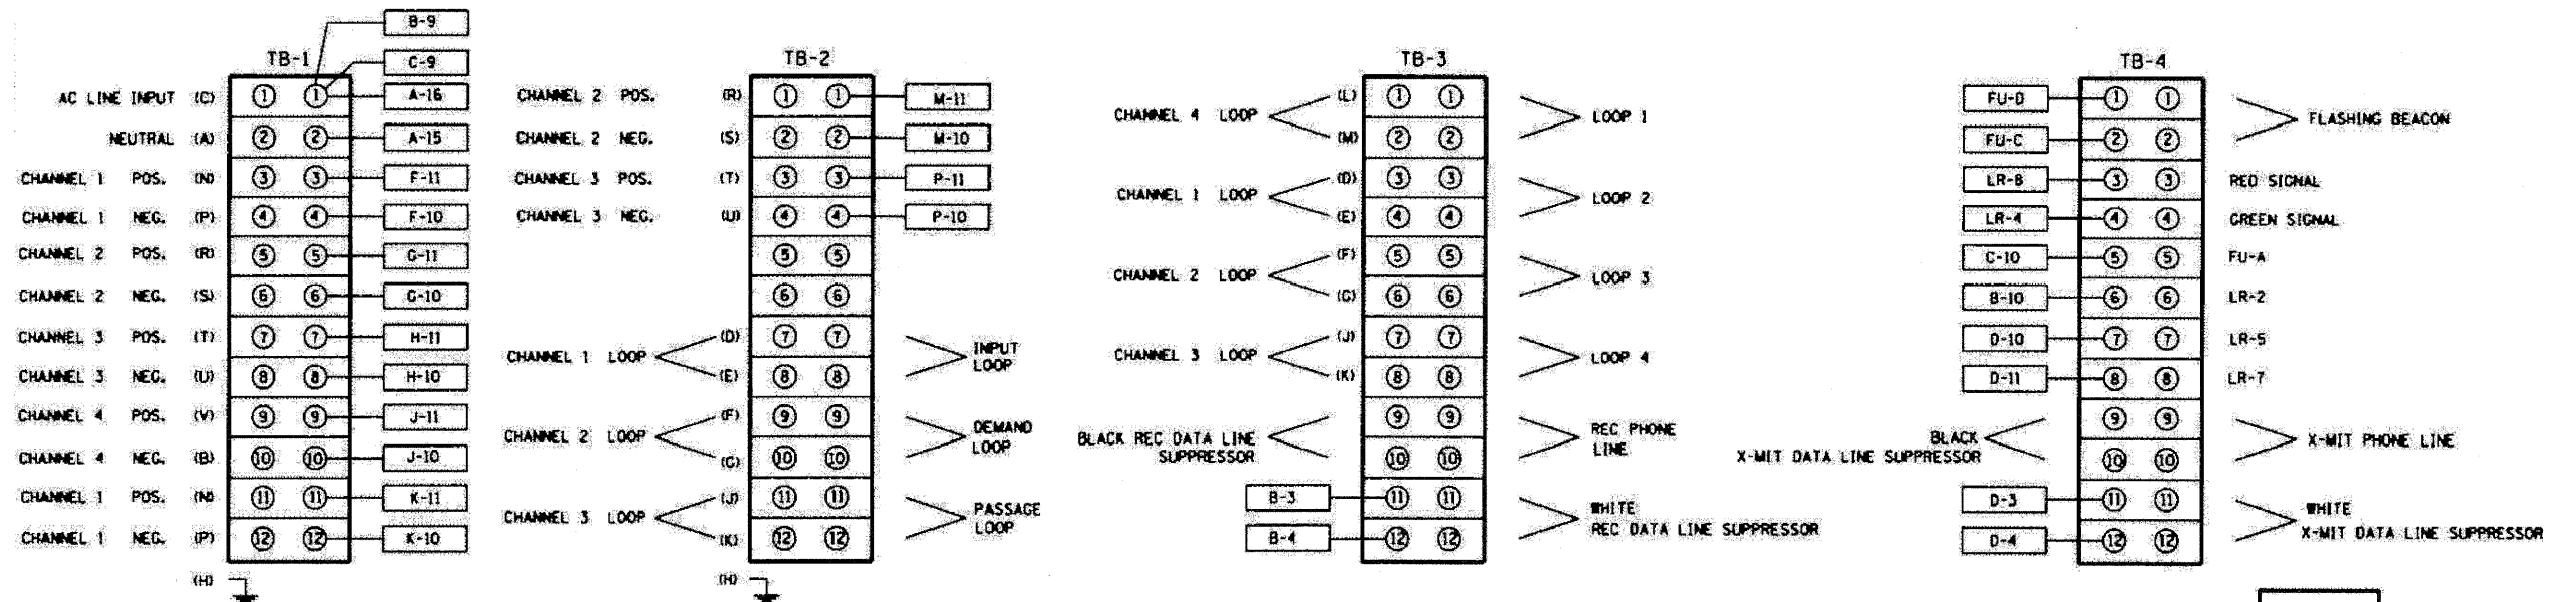 TB-1
B-9
C-9
AC LINE INPUT (C) 1 1 A-16
NEUTRAL (A) 2 2 A-15
CHANNEL 1 POS. (N) 3 3 F-11
CHANNEL 1 NEG. (P) 4 4 F-10
CHANNEL 2 POS. (R) 5 5 G-11
CHANNEL 2 NEG. (S) 6 6 G-10
CHANNEL 3 POS. (T) 7 7 H-11
CHANNEL 3 NEG. (U) 8 8 H-10
CHANNEL 4 POS. (V) 9 9 J-11
CHANNEL 4 NEG. (B) 10 10 J-10
CHANNEL 1 POS. (N) 11 11 K-11
CHANNEL 1 NEG. (P) 12 12 K-10
(H)
TB-2
CHANNEL 2 POS. (R) 1 1 M-11
CHANNEL 2 NEG. (S) 2 2 M-10
CHANNEL 3 POS. (T) 3 3 P-11
CHANNEL 3 NEG. (U) 4 4 P-10
5 5
6 6
CHANNEL 1 LOOP
(D) 7 7
(E) 8 8
INPUT
LOOP
CHANNEL 2 LOOP
(F) 9 9
(G) 10 10
DEMAND
LOOP
CHANNEL 3 LOOP
(J) 11 11
(K) 12 12
PASSAGE
LOOP
(H)
TB-3
CHANNEL 4 LOOP
(L) 1 1
(M) 2 2
LOOP 1
CHANNEL 1 LOOP
(D) 3 3
(E) 4 4
LOOP 2
CHANNEL 2 LOOP
(F) 5 5
(G) 6 6
LOOP 3
CHANNEL 3 LOOP
(J) 7 7
(K) 8 8
LOOP 4
BLACK REC DATA LINE
SUPPRESSOR
9 9
10 10
REC PHONE
LINE
B-3 11 11
B-4 12 12
WHITE
REC DATA LINE SUPPRESSOR
TB-4
FU-D 1 1
FU-C 2 2
FLASHING BEACON
LR-8 3 3 RED SIGNAL
LR-4 4 4 GREEN SIGNAL
C-10 5 5 FU-A
B-10 6 6 LR-2
D-10 7 7 LR-5
D-11 8 8 LR-7
BLACK
X-MIT DATA LINE SUPPRESSOR
9 9
10 10
X-MIT PHONE LINE
D-3 11 11
D-4 12 12
WHITE
X-MIT DATA LINE SUPPRESSOR